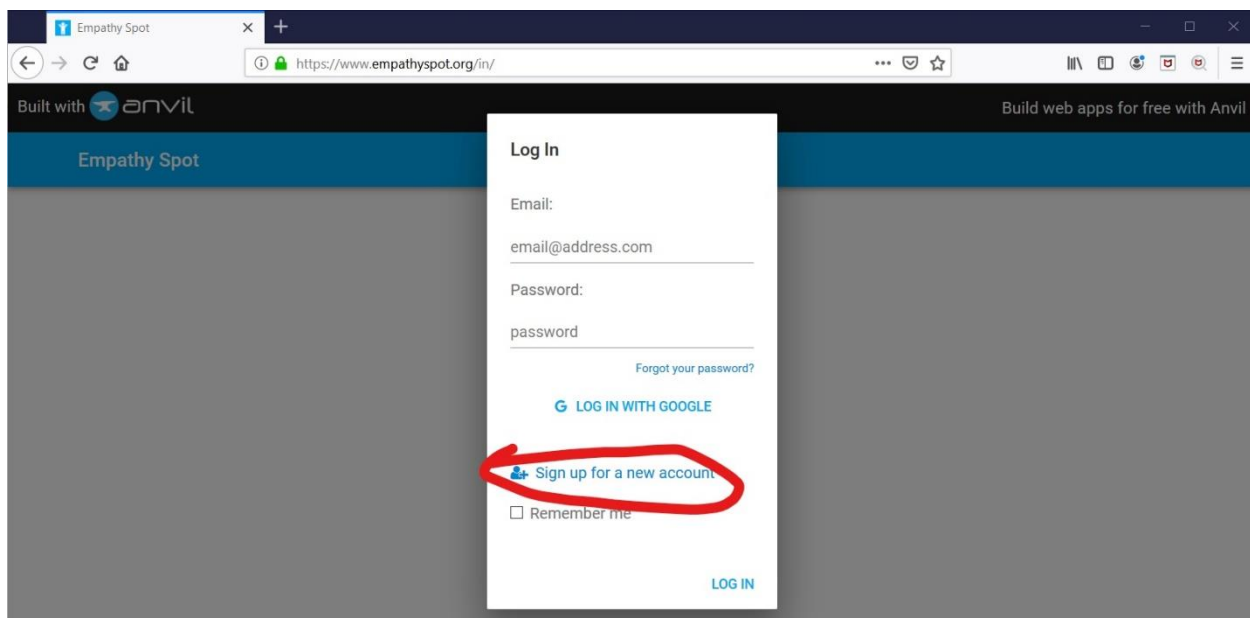 Empathy Spot
https://www.empathyspot.org/in/
Built with anvil
Build web apps for free with Anvil
Empathy Spot
Log In
Email:
email@address.com
Password:
password
Forgot your password?
G LOG IN WITH GOOGLE
Sign up for a new account
Remember me
LOG IN